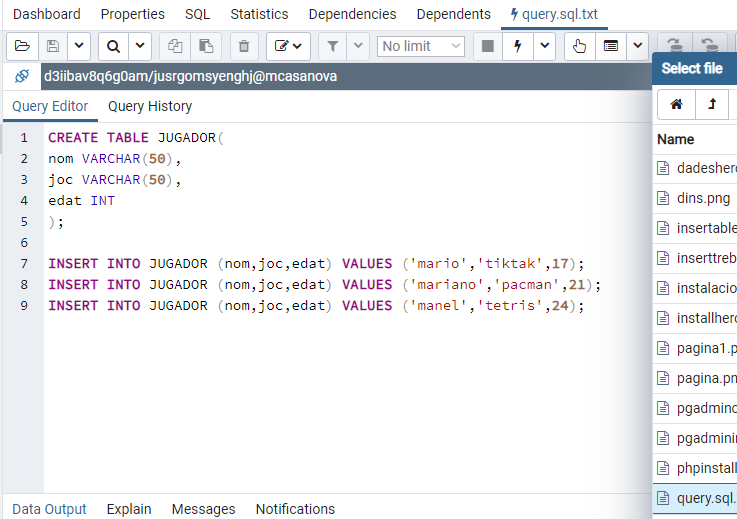 Dashboard Properties SQL Statistics Dependencies Dependents query.sql.txt
No limit
d3iibav8q6g0am/jusrgomsyenghj@mcasanova
Query Editor Query History
1 CREATE TABLE JUGADOR(
2 nom VARCHAR(50),
3 joc VARCHAR(50),
4 edat INT
5 );
6
7 INSERT INTO JUGADOR (nom,joc,edat) VALUES ('mario','tiktak',17);
8 INSERT INTO JUGADOR (nom,joc,edat) VALUES ('mariano','pacman',21);
9 INSERT INTO JUGADOR (nom,joc,edat) VALUES ('manel','tetris',24);
Data Output Explain Messages Notifications
Select file
Name
dadeshero
dins.png
insertable
inserttreb
instalacio
installhero
pagina1.p
pagina.pn
pgadmino
pgadminin
phpinstall
query.sql.